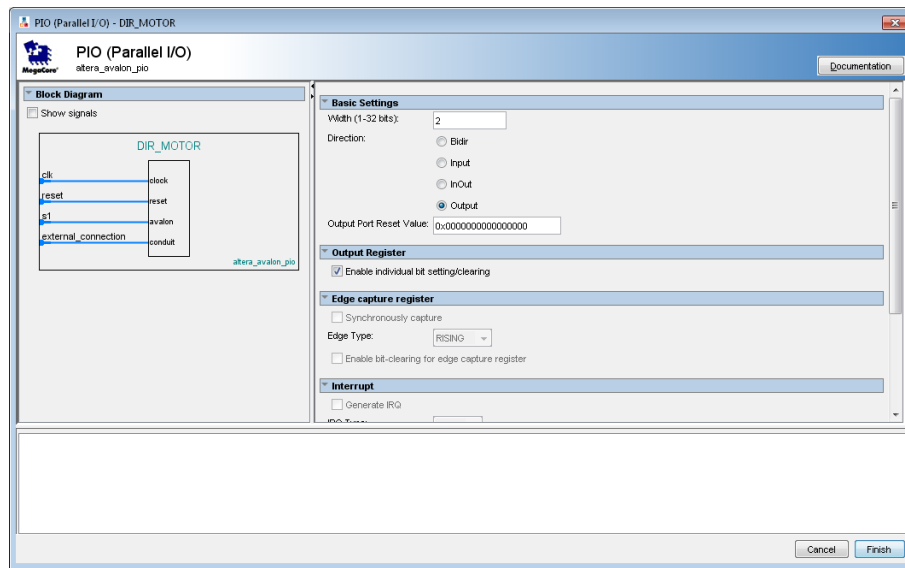 PIO (Parallel I/O) - DIR_MOTOR
PIO (Parallel I/O)
altera_avalon_pio
MegaCore'
Documentation
Block Diagram
Show signals
DIR_MOTOR
clk
clock
reset
reset
s1
avalon
external_connection
conduit
altera_avalon_pio
Basic Settings
Width (1-32 bits):
2
Direction:
Bidir
Input
InOut
Output
Output Port Reset Value:
0x0000000000000000
Output Register
Enable individual bit setting/clearing
Edge capture register
Synchronously capture
Edge Type:
RISING
Enable bit-clearing for edge capture register
Interrupt
Generate IRQ
Cancel
Finish